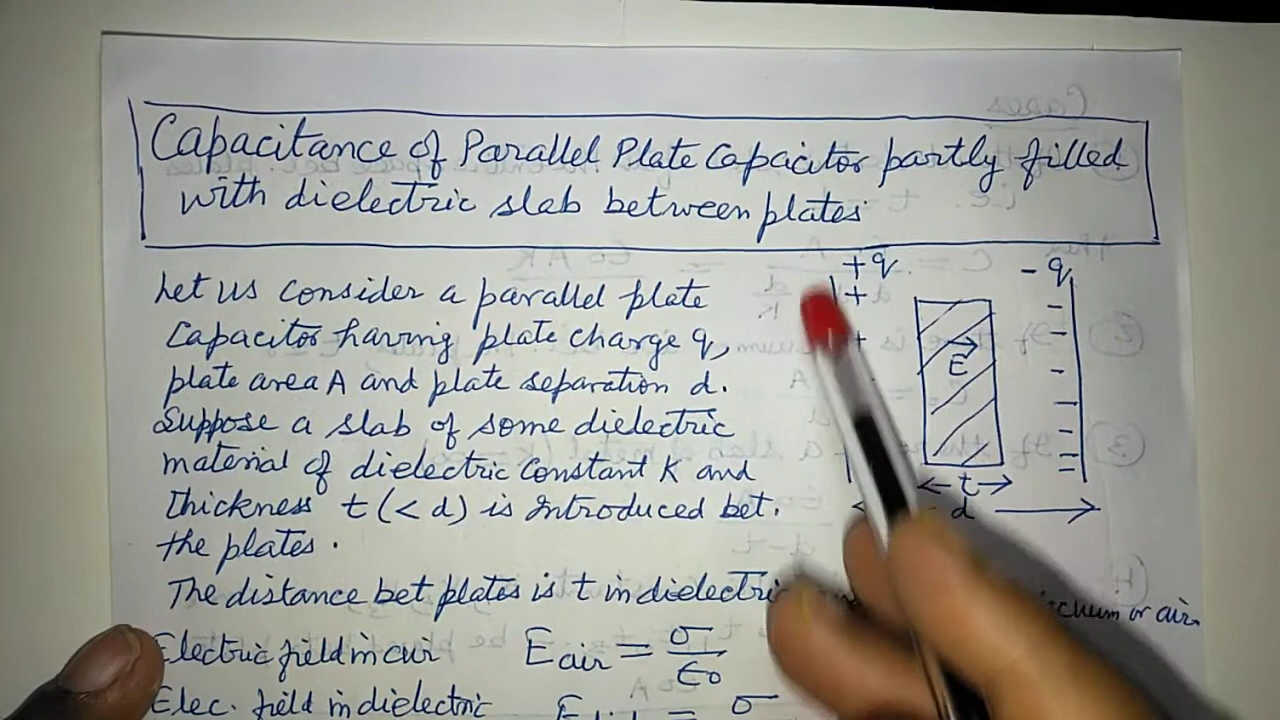 Capacitance of Parallel Plate Capacitor partly filled
with dielectric slab between plates
Let us consider a parallel plate
Capacitor having plate charge q,
plate area A and plate separation d.
Suppose a slab of some dielectric
material of dielectric constant K and
thickness t (< d) is introduced bet.
the plates.
The distance bet plates is t in dielectric
or air.
Electric field in air E air = σ/ε0
Elec. field in dielectric = σ
+q
-q
E
t
d